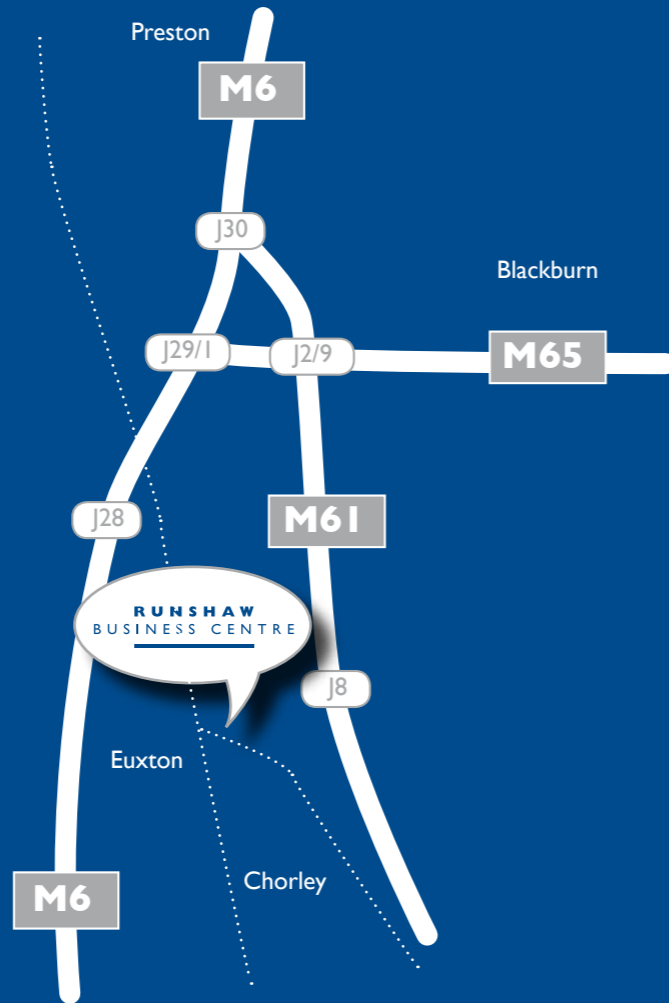 Preston
M6
J30
Blackburn
J29/1
J2/9
M65
J28
M61
RUNSHAW
BUSINESS CENTRE
J8
Euxton
Chorley
M6